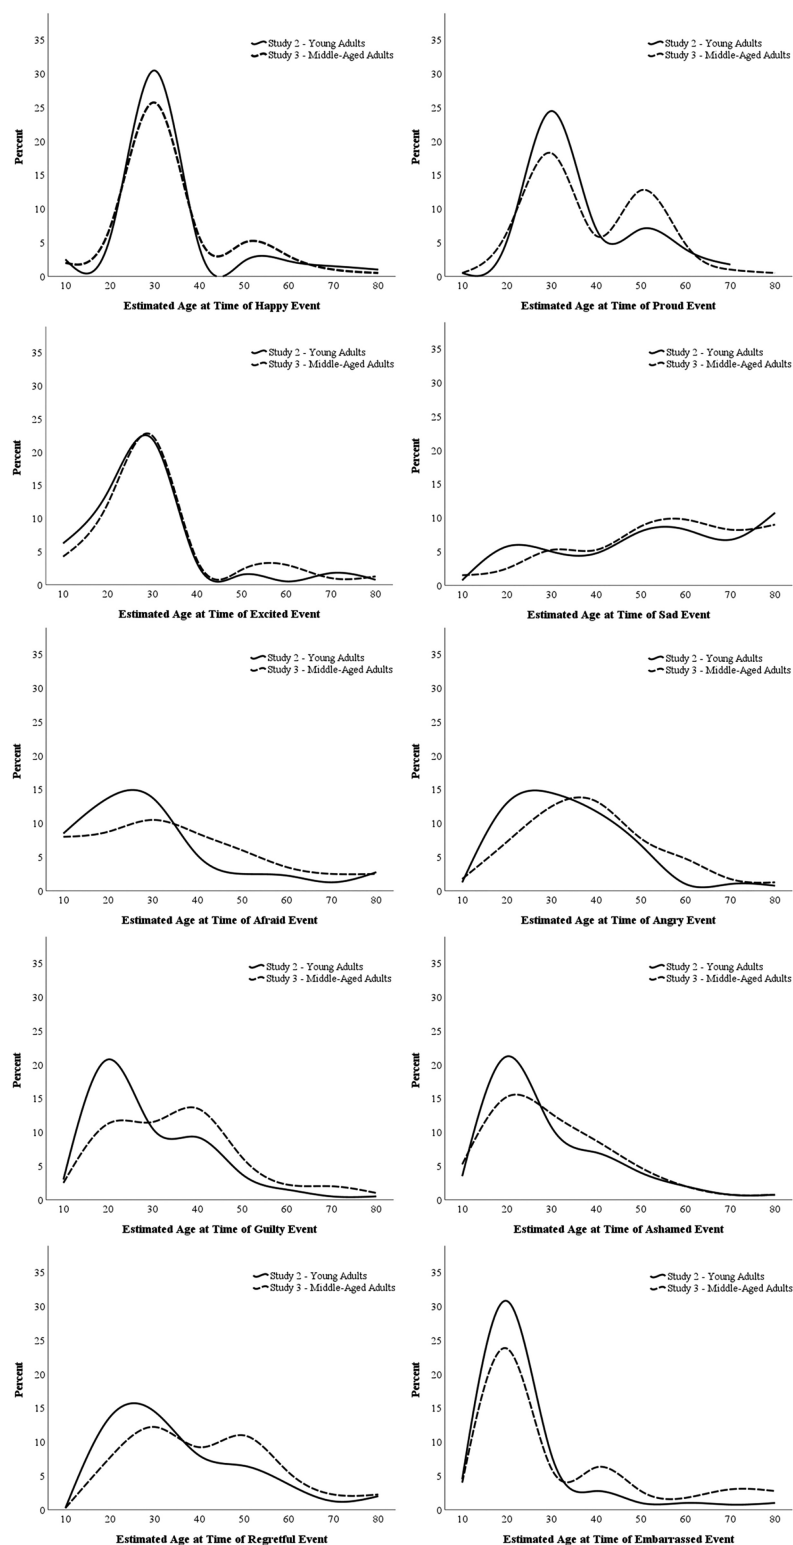 Study 2 - Young Adults
Study 3 - Middle-Aged Adults
Percent
35
30
25
20
15
10
5
0
10 20 30 40 50 60 70 80
Estimated Age at Time of Happy Event
Study 2 - Young Adults
Study 3 - Middle-Aged Adults
Percent
35
30
25
20
15
10
5
0
10 20 30 40 50 60 70 80
Estimated Age at Time of Proud Event
Study 2 - Young Adults
Study 3 - Middle-Aged Adults
Percent
35
30
25
20
15
10
5
0
10 20 30 40 50 60 70 80
Estimated Age at Time of Excited Event
Study 2 - Young Adults
Study 3 - Middle-Aged Adults
Percent
35
30
25
20
15
10
5
0
10 20 30 40 50 60 70 80
Estimated Age at Time of Sad Event
Study 2 - Young Adults
Study 3 - Middle-Aged Adults
Percent
35
30
25
20
15
10
5
0
10 20 30 40 50 60 70 80
Estimated Age at Time of Afraid Event
Study 2 - Young Adults
Study 3 - Middle-Aged Adults
Percent
35
30
25
20
15
10
5
0
10 20 30 40 50 60 70 80
Estimated Age at Time of Angry Event
Study 2 - Young Adults
Study 3 - Middle-Aged Adults
Percent
35
30
25
20
15
10
5
0
10 20 30 40 50 60 70 80
Estimated Age at Time of Guilty Event
Study 2 - Young Adults
Study 3 - Middle-Aged Adults
Percent
35
30
25
20
15
10
5
0
10 20 30 40 50 60 70 80
Estimated Age at Time of Ashamed Event
Study 2 - Young Adults
Study 3 - Middle-Aged Adults
Percent
35
30
25
20
15
10
5
0
10 20 30 40 50 60 70 80
Estimated Age at Time of Regretful Event
Study 2 - Young Adults
Study 3 - Middle-Aged Adults
Percent
35
30
25
20
15
10
5
0
10 20 30 40 50 60 70 80
Estimated Age at Time of Embarrassed Event